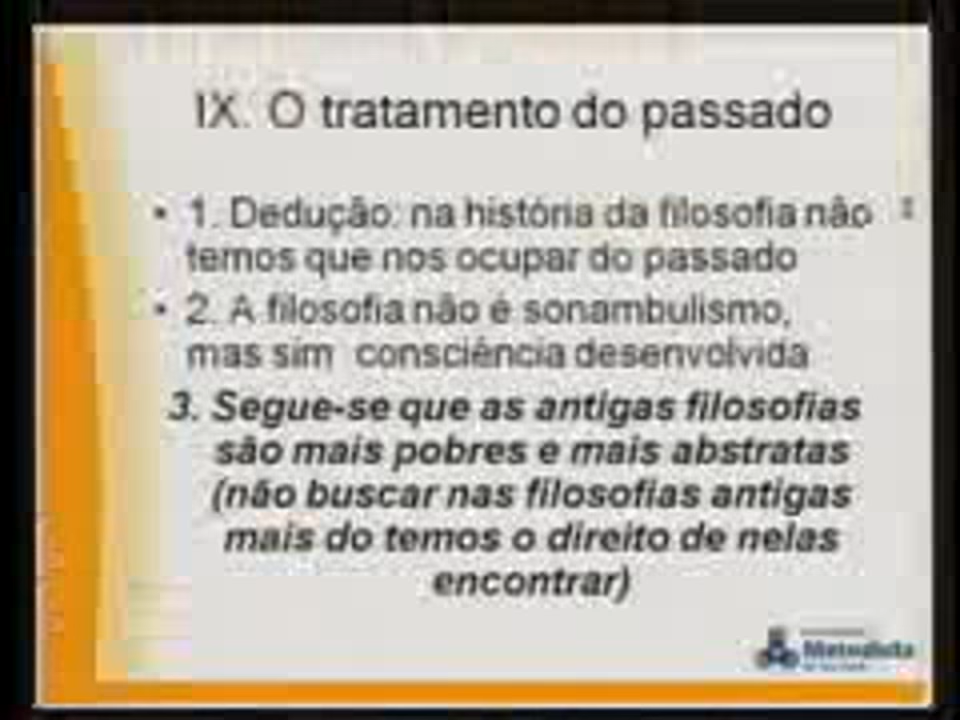 IX. O tratamento do passado
• 1. Dedução: na história da filosofia não
temos que nos ocupar do passado
• 2. A filosofia não é sonambulismo,
mas sim consciência desenvolvida
3. Segue-se que as antigas filosofias
são mais pobres e mais abstratas
(não buscar nas filosofias antigas
mais do temos o direito de nelas
encontrar)
Metodista